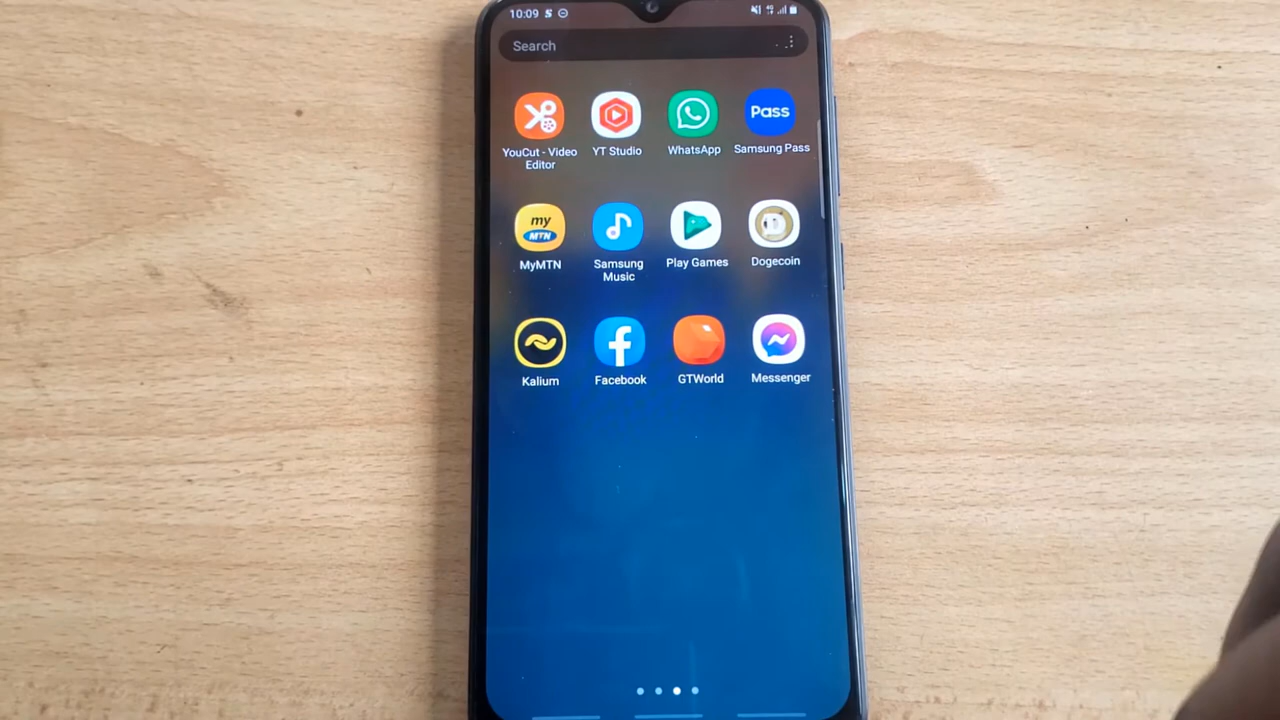 10:09 S
4G
Search
Pass
YouCut - Video
Editor
YT Studio
WhatsApp
Samsung Pass
my
MTN
MyMTN
Samsung
Music
Play Games
Dogecoin
Kalium
Facebook
GTWorld
Messenger